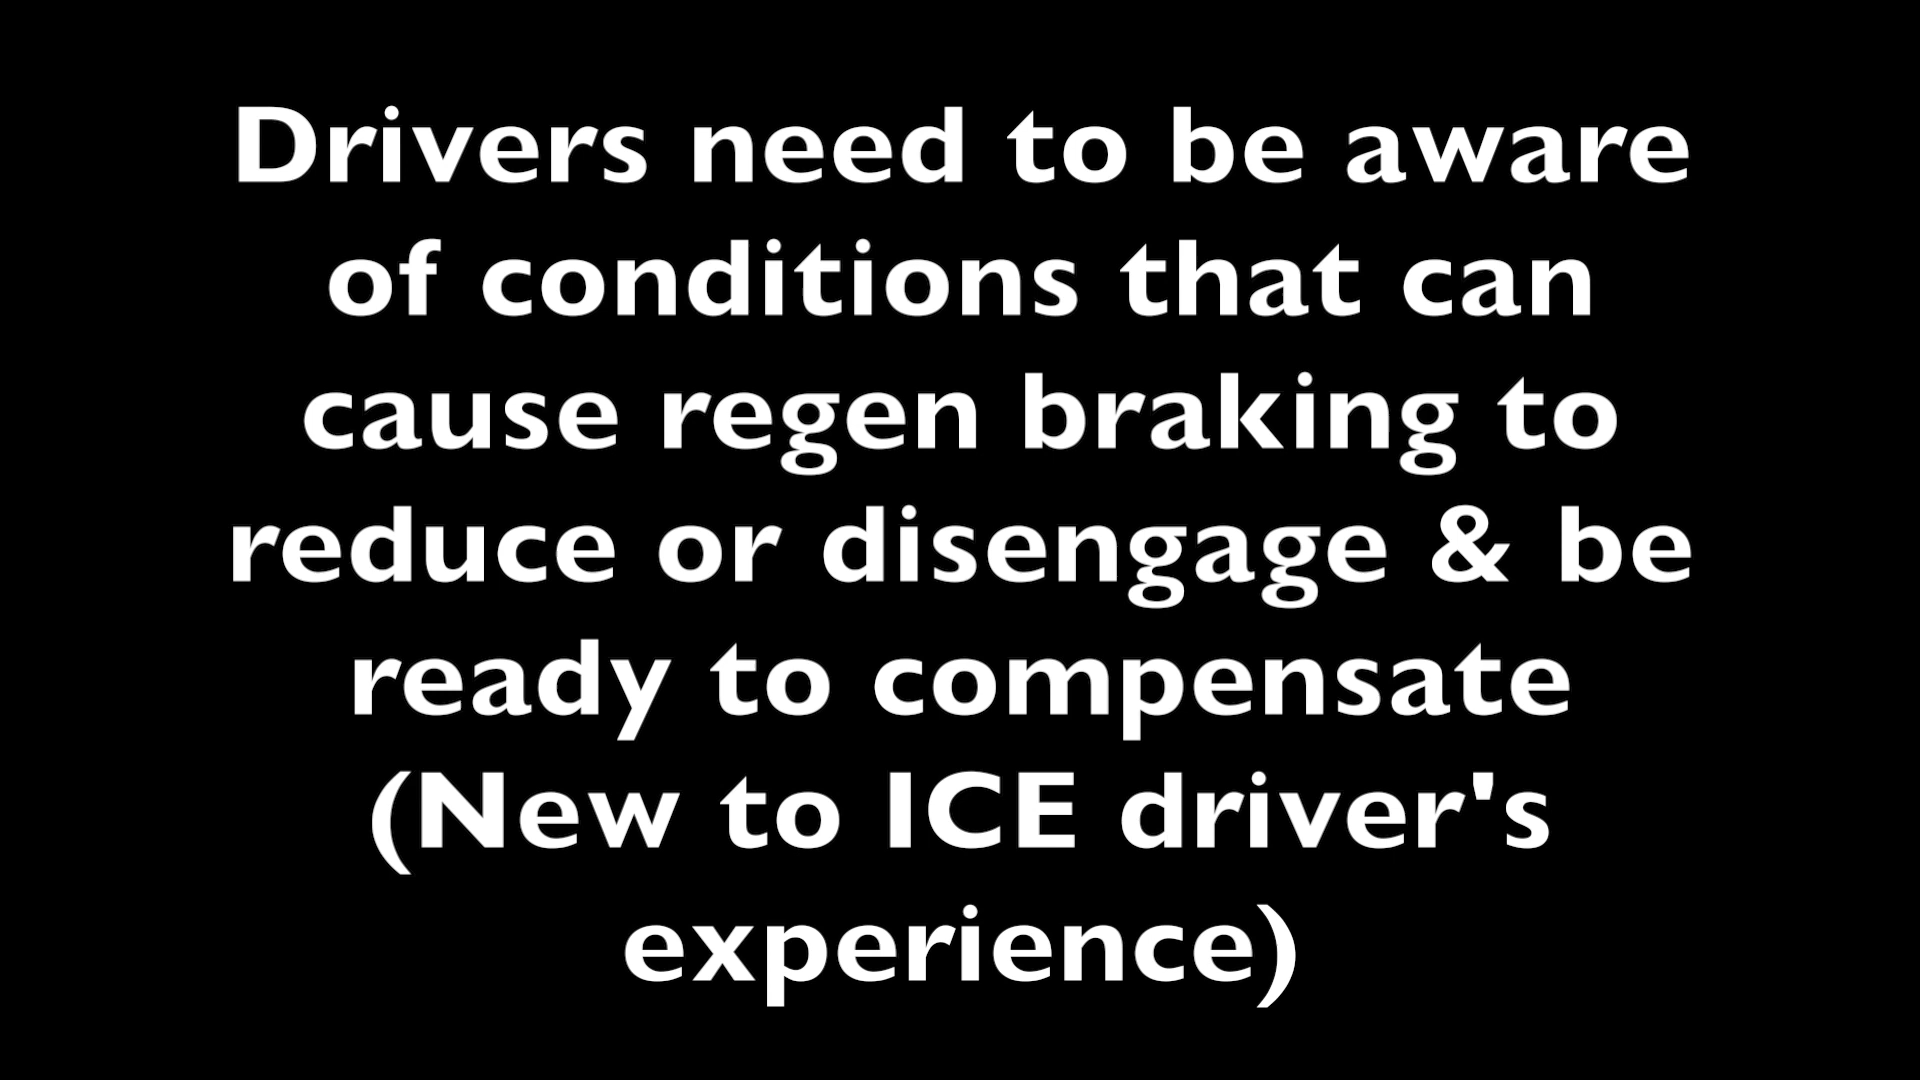 Drivers need to be aware
of conditions that can
cause regen braking to
reduce or disengage & be
ready to compensate
(New to ICE driver's
experience)